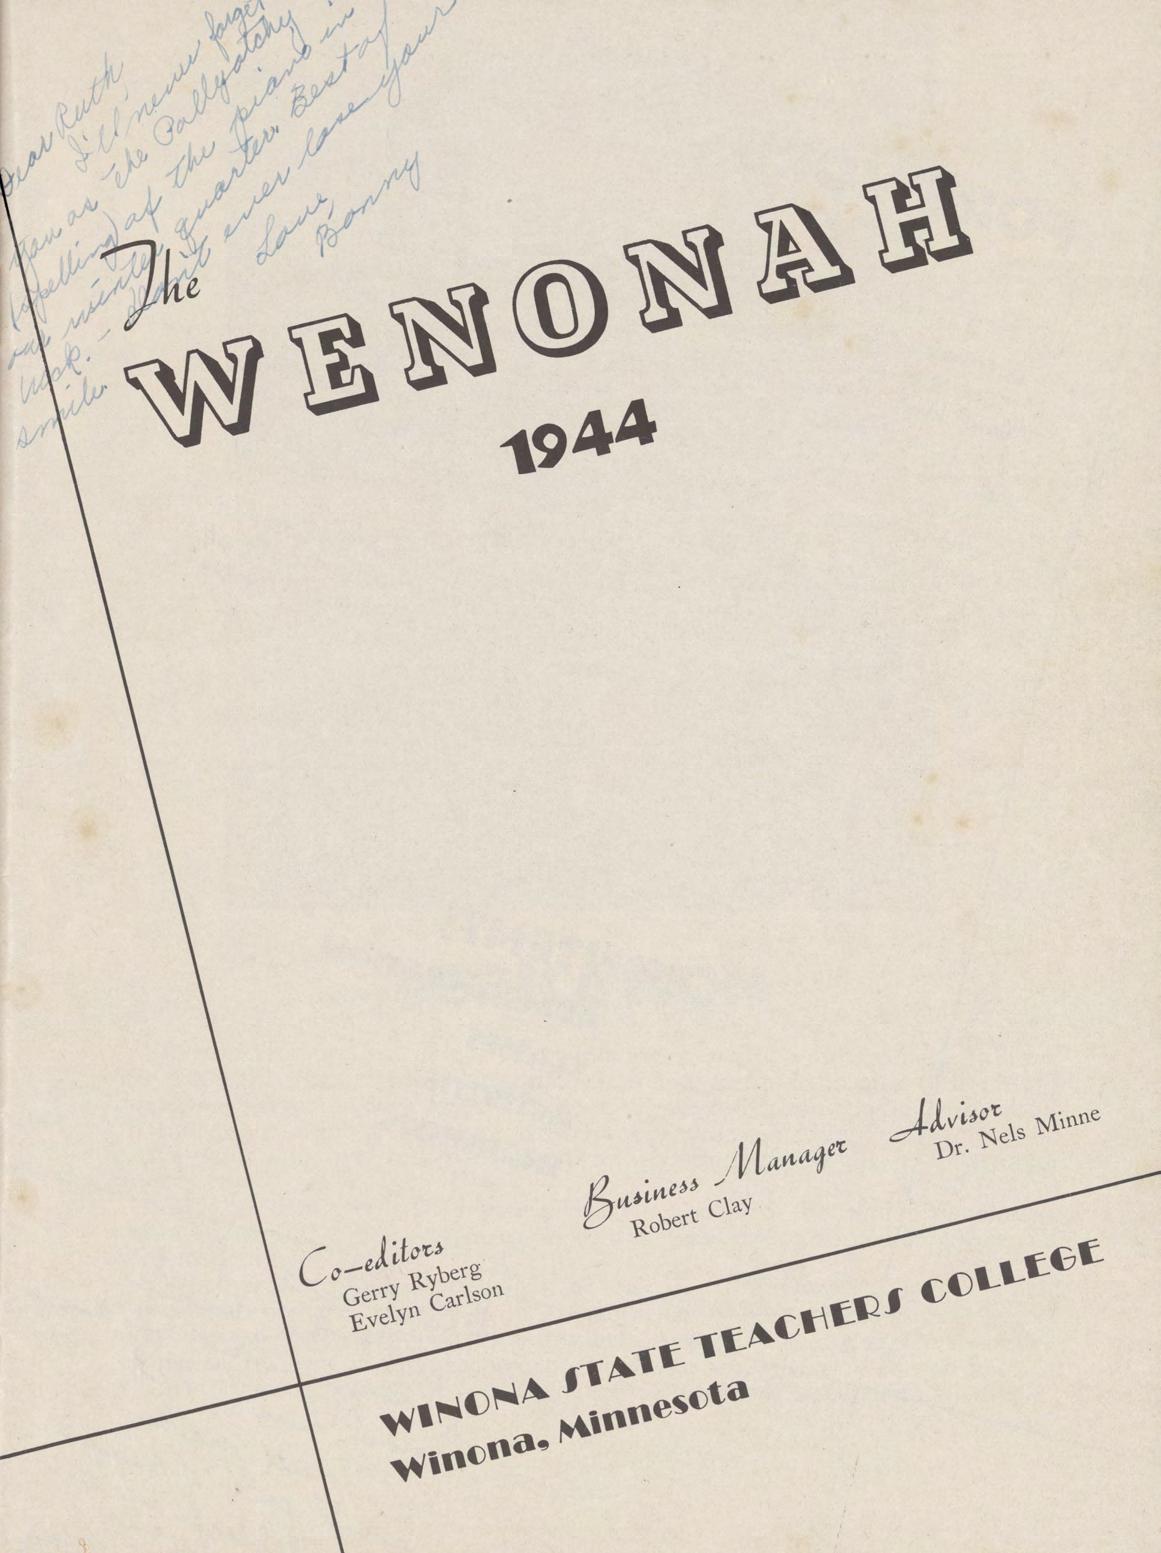 Dear Ruth,
I'll never forget
you as the Pollyatchy
(spelling) of the piano in
our winter quarter. Best of
luck. – Don't ever lose your
smile.
Love,
Bonny
The
WENONAH
1944
Co-editors
Gerry Ryberg
Evelyn Carlson
Business Manager
Robert Clay
Advisor
Dr. Nels Minne
WINONA STATE TEACHERS COLLEGE
Winona, Minnesota